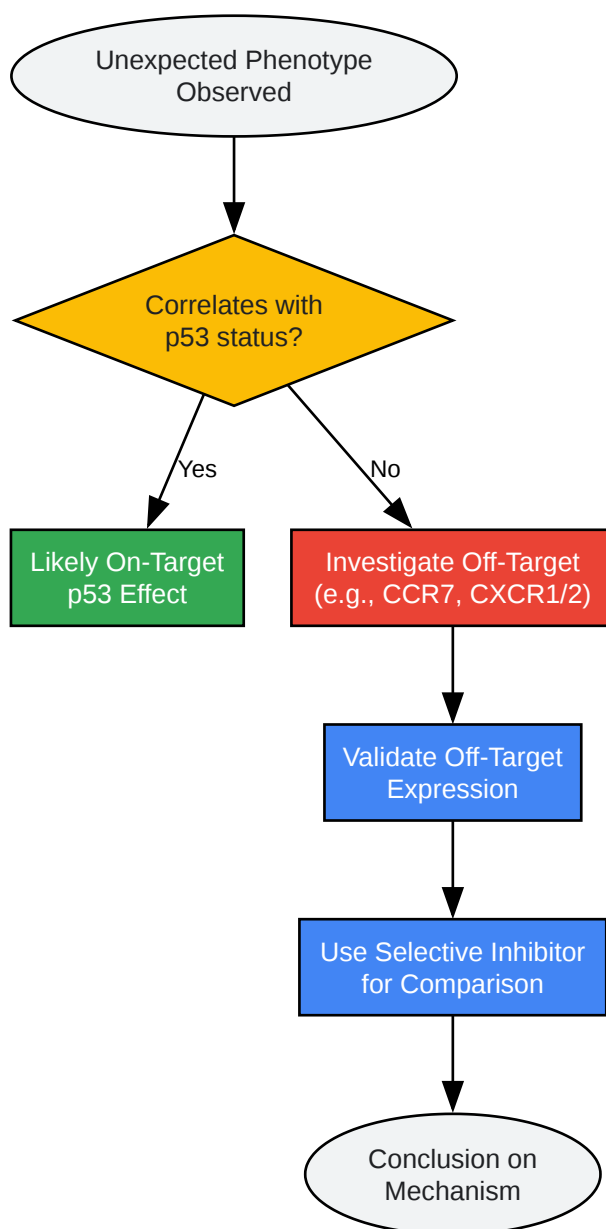 Unexpected Phenotype
Observed
Correlates with
p53 status?
Yes
No
Likely On-Target
p53 Effect
Investigate Off-Target
(e.g., CCR7, CXCR1/2)
Validate Off-Target
Expression
Use Selective Inhibitor
for Comparison
Conclusion on
Mechanism